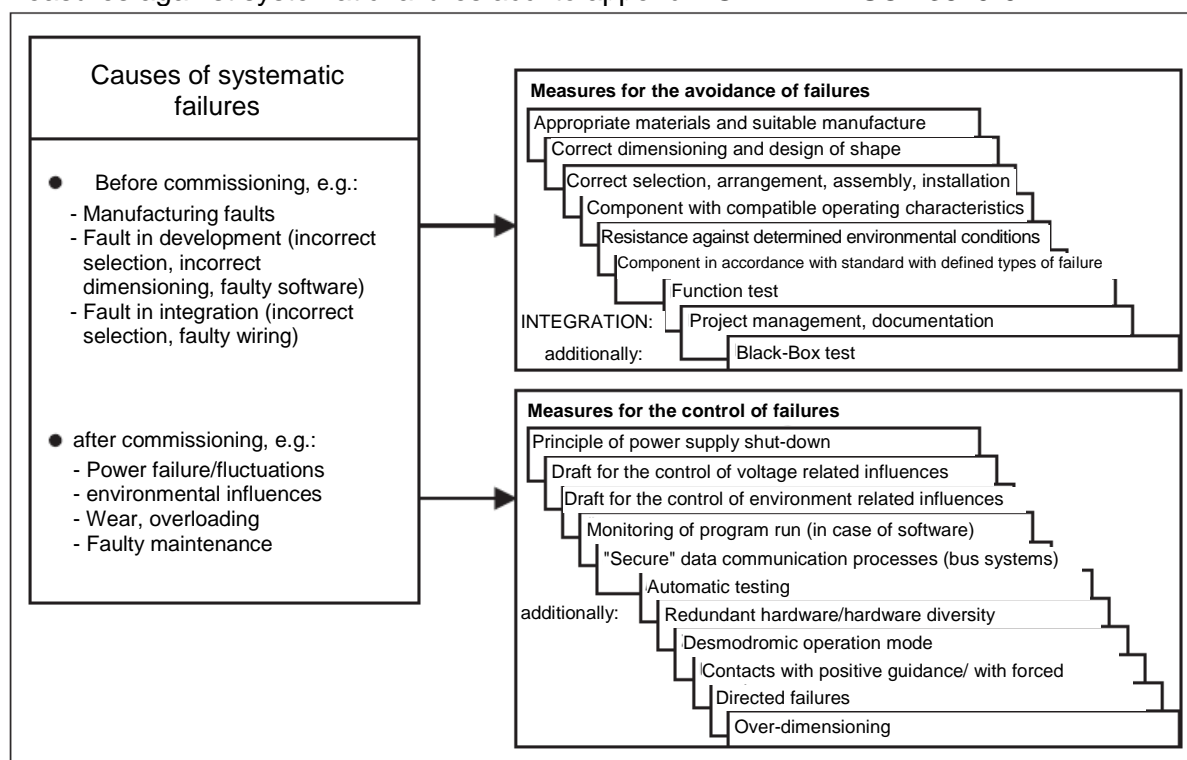 Causes of systematic
failures
● Before commissioning, e.g.:
- Manufacturing faults
- Fault in development (incorrect
selection, incorrect
dimensioning, faulty software)
- Fault in integration (incorrect
selection, faulty wiring)
● after commissioning, e.g.:
- Power failure/fluctuations
- environmental influences
- Wear, overloading
- Faulty maintenance
Measures for the avoidance of failures
Appropriate materials and suitable manufacture
Correct dimensioning and design of shape
Correct selection, arrangement, assembly, installation
Component with compatible operating characteristics
Resistance against determined environmental conditions
Component in accordance with standard with defined types of failure
Function test
INTEGRATION: Project management, documentation
additionally: Black-Box test
Measures for the control of failures
Principle of power supply shut-down
Draft for the control of voltage related influences
Draft for the control of environment related influences
Monitoring of program run (in case of software)
"Secure" data communication processes (bus systems)
Automatic testing
additionally: Redundant hardware/hardware diversity
Desmodromic operation mode
Contacts with positive guidance/ with forced
Directed failures
Over-dimensioning